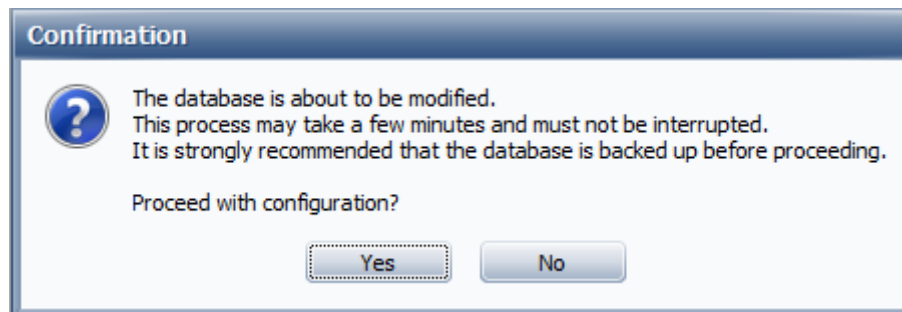 Confirmation
The database is about to be modified.
This process may take a few minutes and must not be interrupted.
It is strongly recommended that the database is backed up before proceeding.
Proceed with configuration?
Yes No